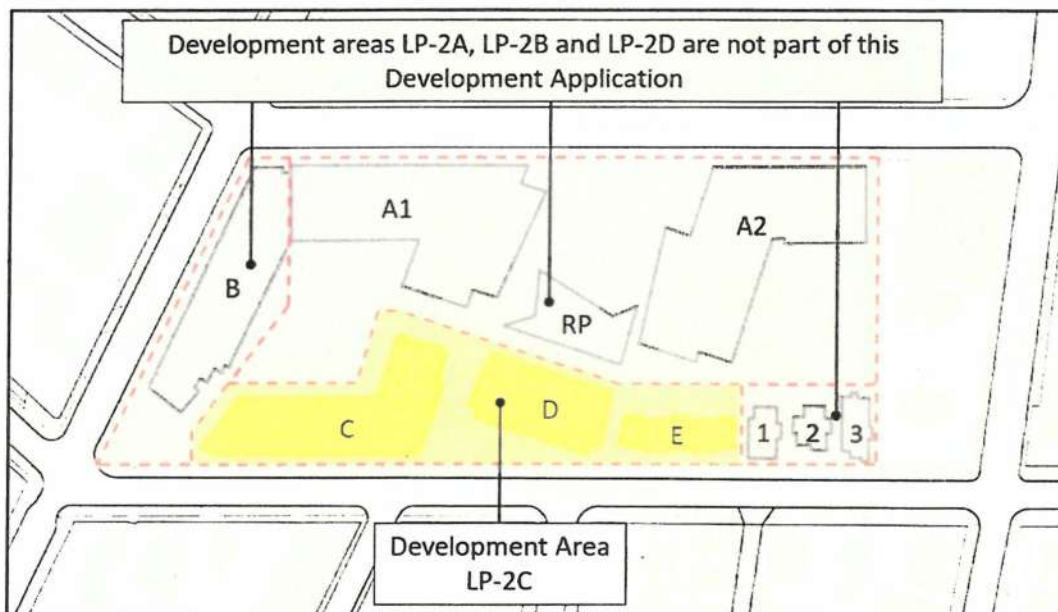 Development areas LP-2A, LP-2B and LP-2D are not part of this
Development Application
A1
A2
B
RP
C
D
E
1
2
3
Development Area
LP-2C